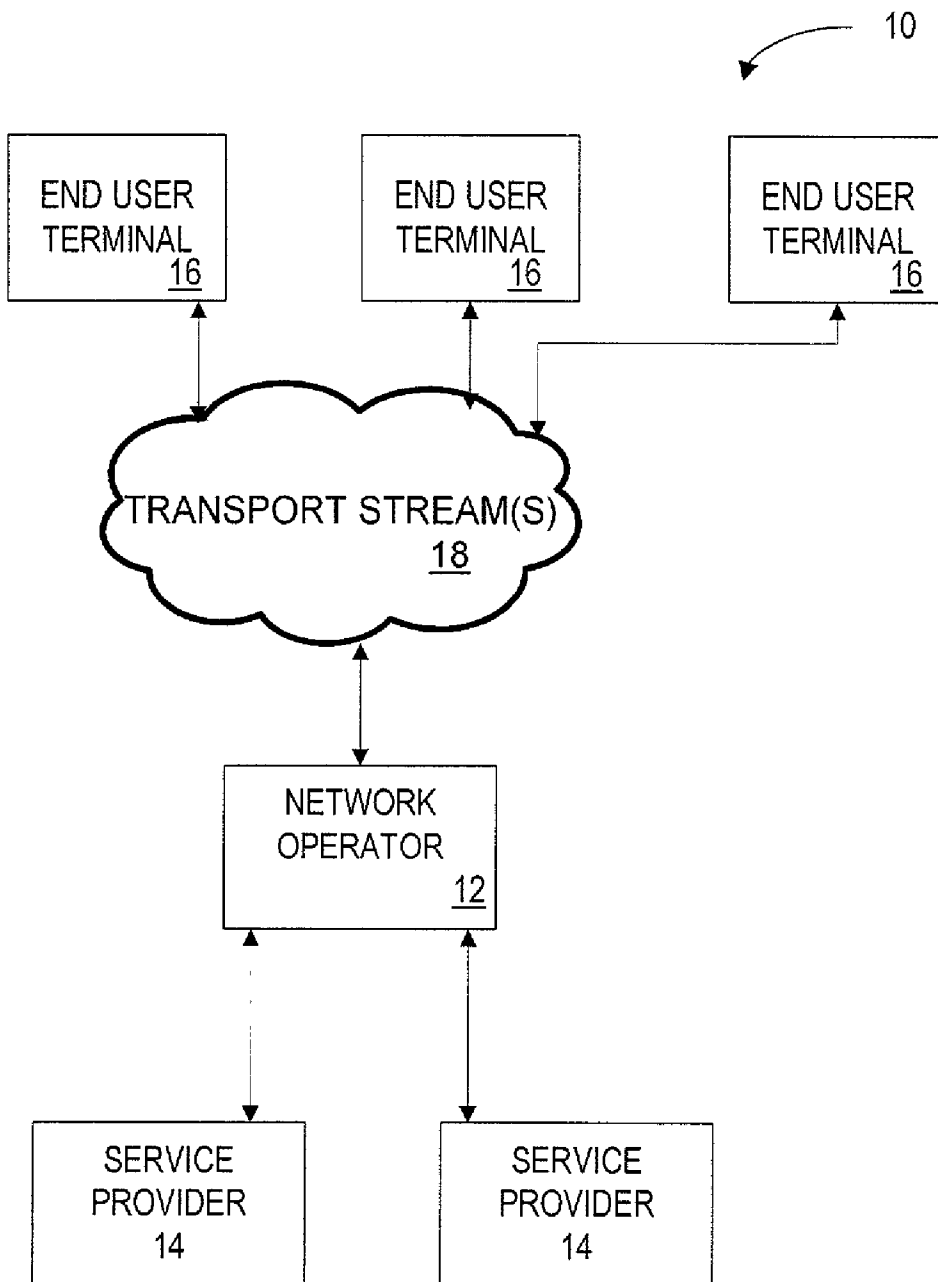 10
END USER
TERMINAL
16
END USER
TERMINAL
16
END USER
TERMINAL
16
TRANSPORT STREAM(S)
18
NETWORK
OPERATOR
12
SERVICE
PROVIDER
14
SERVICE
PROVIDER
14